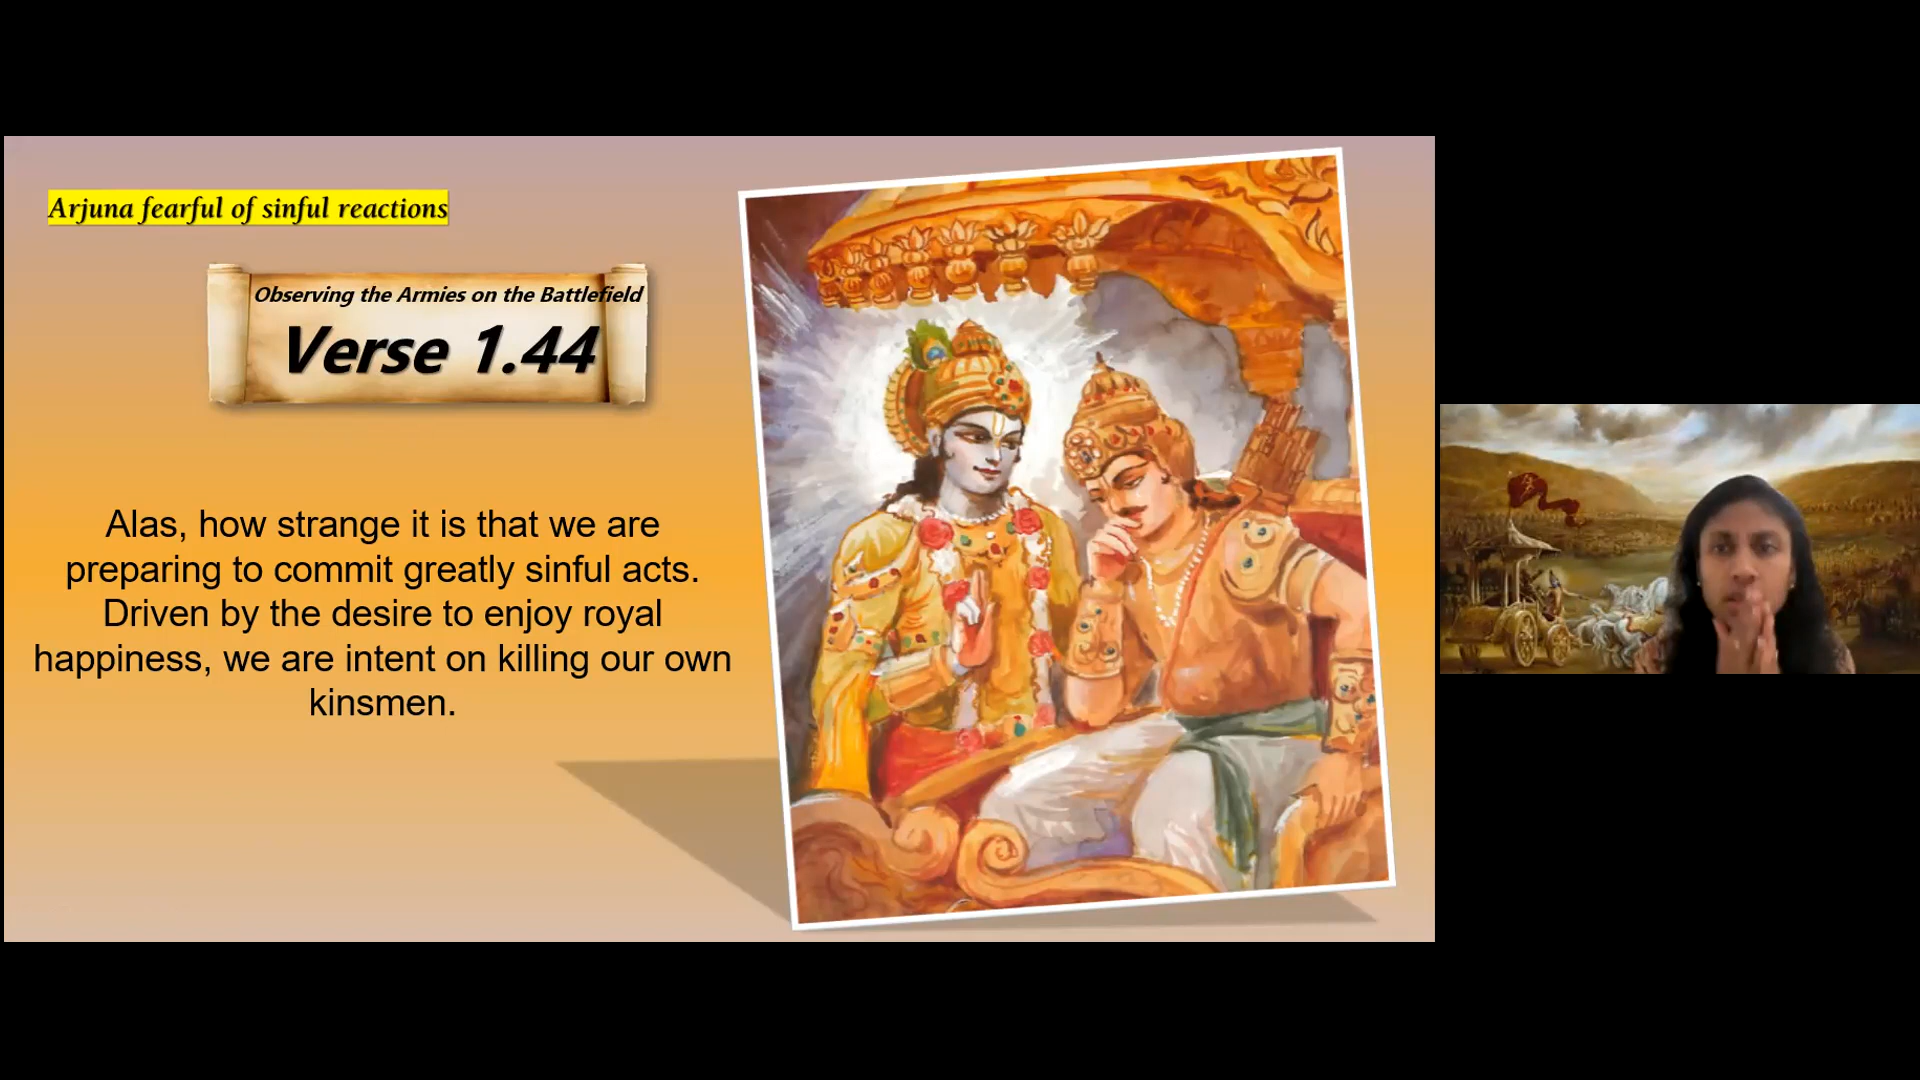 Arjuna fearful of sinful reactions
Observing the Armies on the Battlefield
Verse 1.44
Alas, how strange it is that we are
preparing to commit greatly sinful acts.
Driven by the desire to enjoy royal
happiness, we are intent on killing our own
kinsmen.